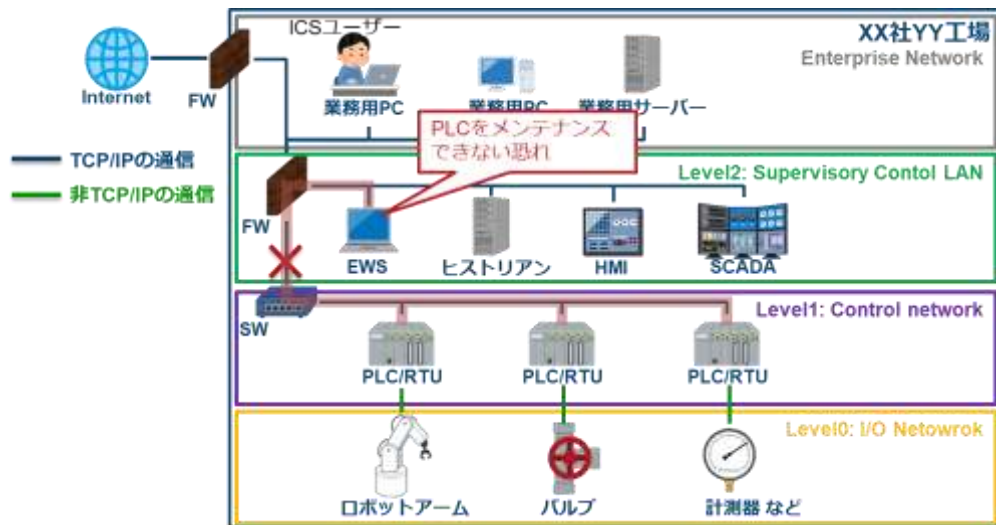 ICSユーザー
XX社YY工場
Enterprise Network
Internet
FW
業務用PC
業務用PC
業務用サーバー
PLCをメンテナンス
できない恐れ
TCP/IPの通信
非TCP/IPの通信
Level2: Supervisory Contol LAN
FW
EWS
ヒストリアン
HMI
SCADA
Level1: Control network
SW
PLC/RTU
PLC/RTU
PLC/RTU
Level0: I/O Netowrok
ロボットアーム
バルブ
計測器 など